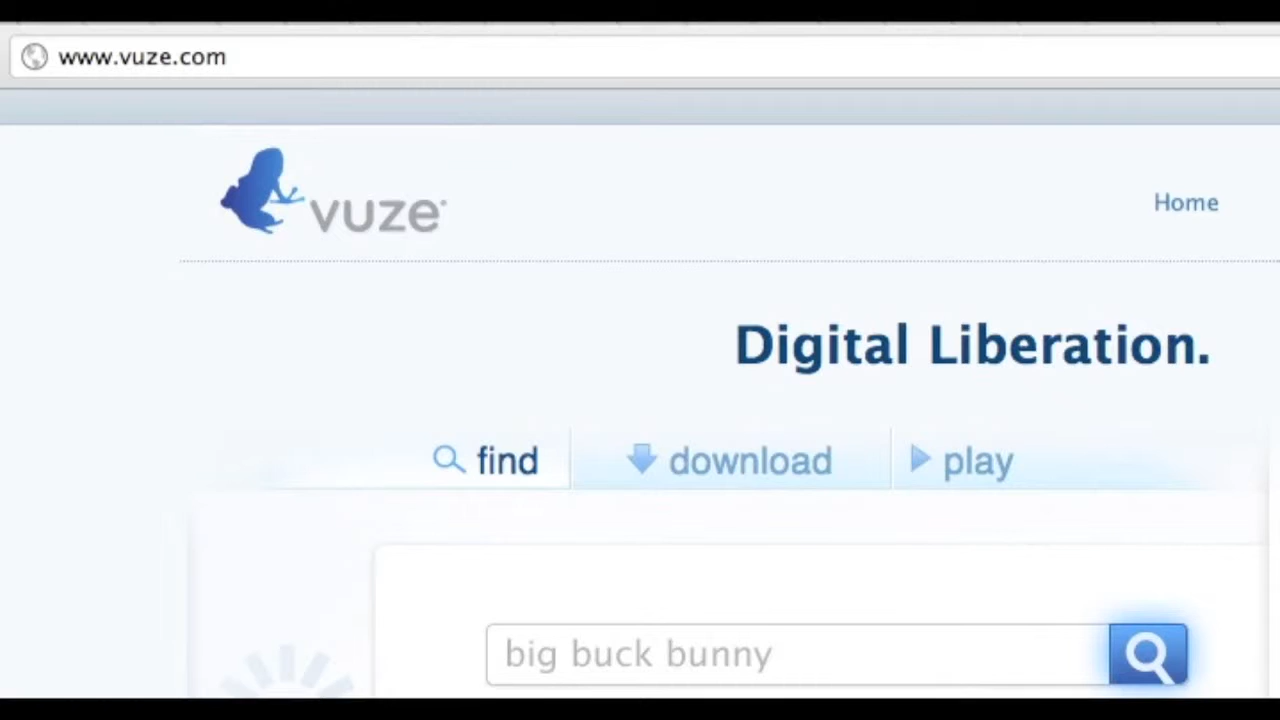 www.vuze.com
vuze
Home
Digital Liberation.
find
download
play
big buck bunny